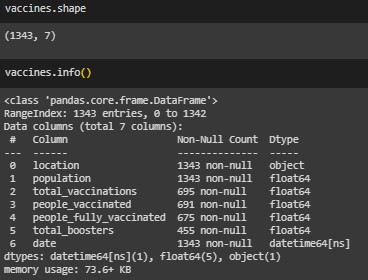 vaccines.shape
(1343, 7)
vaccines.info()
<class 'pandas.core.frame.DataFrame'>
RangeIndex: 1343 entries, 0 to 1342
Data columns (total 7 columns):
 #   Column                   Non-Null Count  Dtype
---  ------                   --------------  -----
 0   location                 1343 non-null   object
 1   population               1343 non-null   float64
 2   total_vaccinations       695 non-null    float64
 3   people_vaccinated        691 non-null    float64
 4   people_fully_vaccinated  675 non-null    float64
 5   total_boosters           455 non-null    float64
 6   date                     1343 non-null   datetime64[ns]
dtypes: datetime64[ns](1), float64(5), object(1)
memory usage: 73.6+ KB